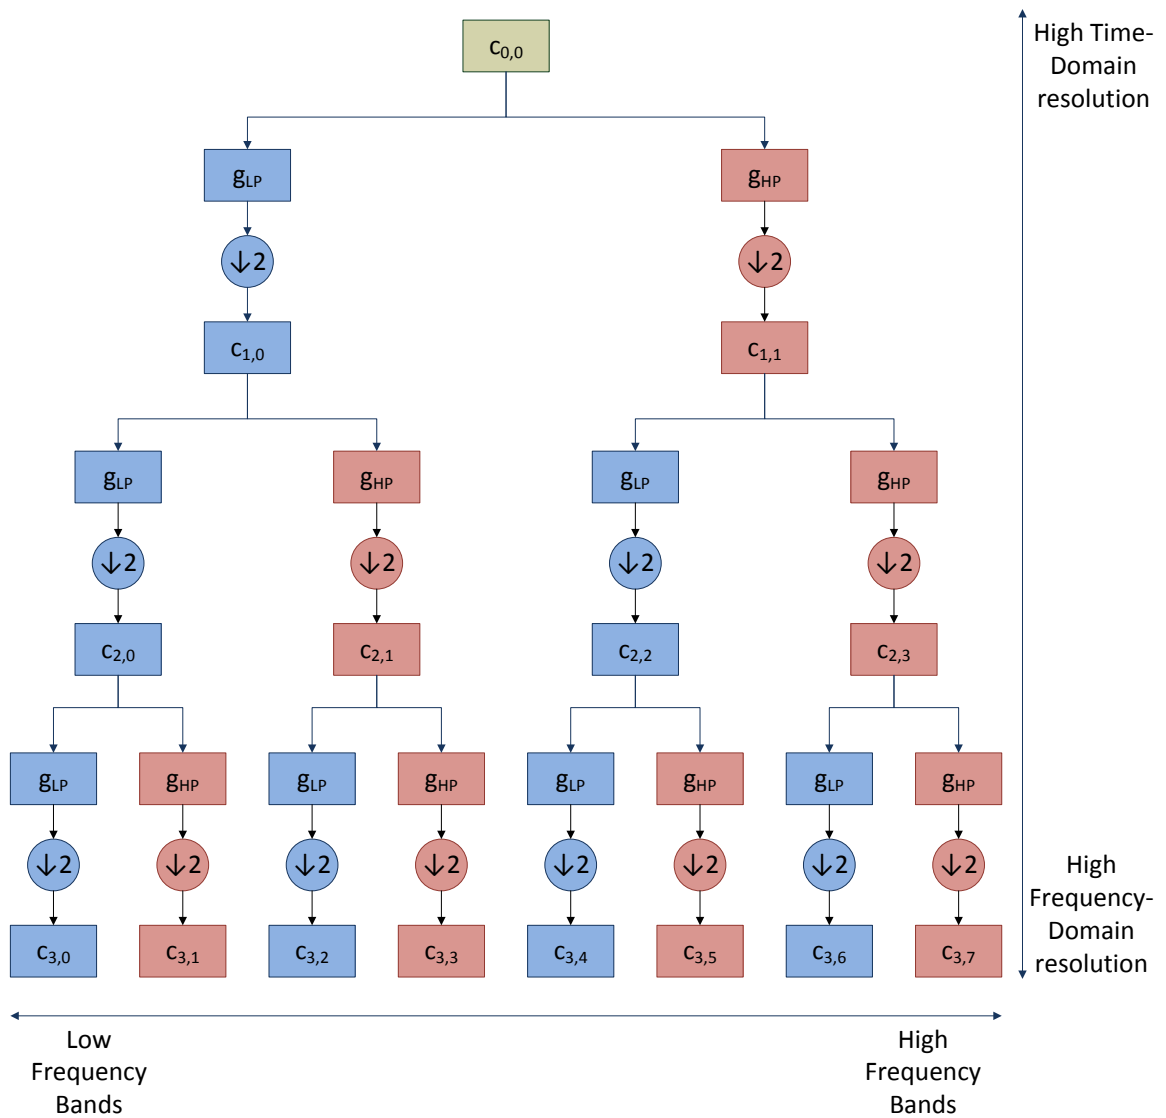 c0,0
High Time-
Domain
resolution
gLP
gHP
↓2
↓2
c1,0
c1,1
gLP
gHP
gLP
gHP
↓2
↓2
↓2
↓2
c2,0
c2,1
c2,2
c2,3
gLP
gHP
gLP
gHP
gLP
gHP
gLP
gHP
↓2
↓2
↓2
↓2
↓2
↓2
↓2
↓2
c3,0
c3,1
c3,2
c3,3
c3,4
c3,5
c3,6
c3,7
High
Frequency-
Domain
resolution
Low
Frequency
Bands
High
Frequency
Bands